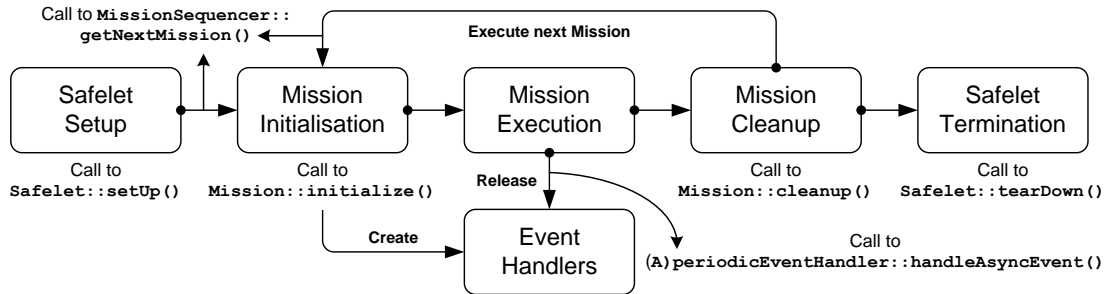 Call to MissionSequencer::
getNextMission()
Execute next Mission
Safelet
Setup
Mission
Initialisation
Mission
Execution
Mission
Cleanup
Safelet
Termination
Call to
Safelet::setUp()
Call to
Mission::initialize()
Release
Call to
Mission::cleanup()
Call to
Safelet::tearDown()
Create
Event
Handlers
Call to
(A)periodicEventHandler::handleAsyncEvent()